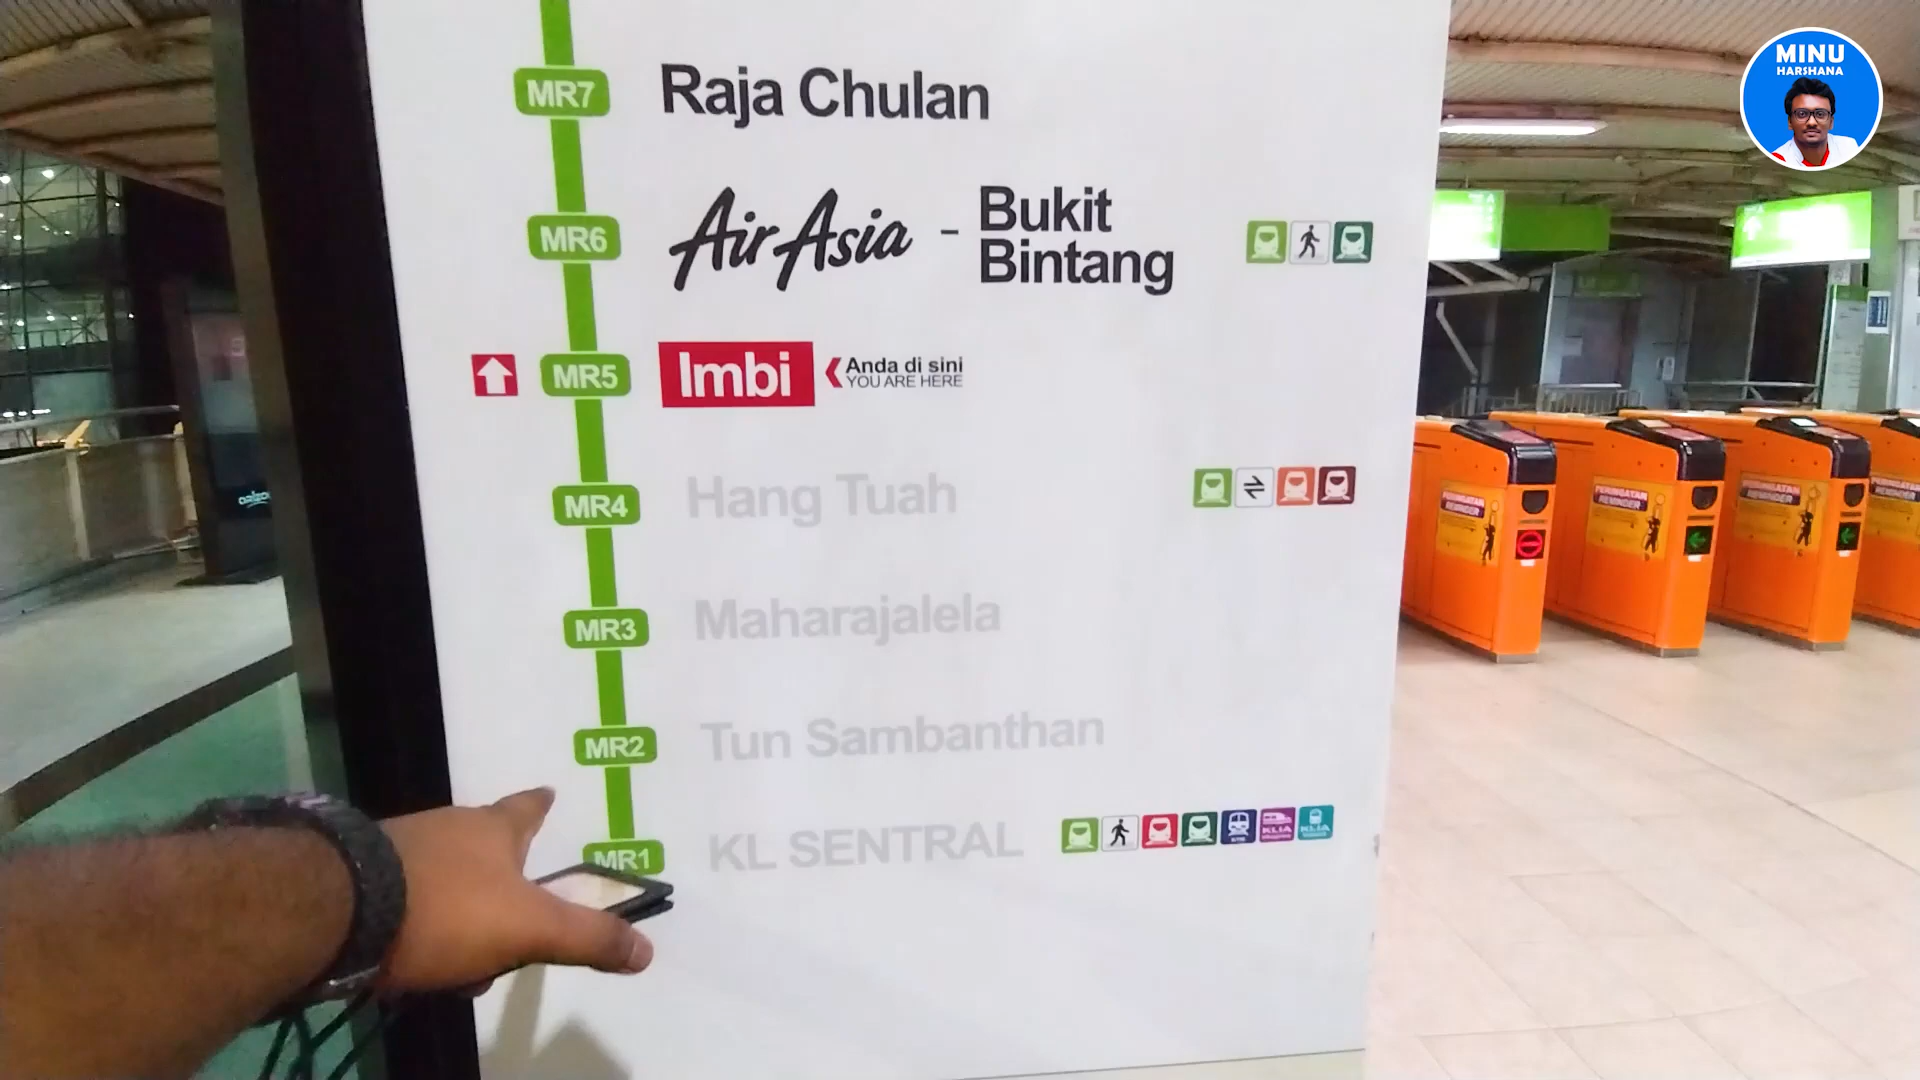 MINU
HARSHANA
MR7 Raja Chulan
MR6 AirAsia - Bukit
Bintang
MR5 Imbi Anda di sini
YOU ARE HERE
MR4 Hang Tuah
MR3 Maharajalela
MR2 Tun Sambanthan
MR1 KL SENTRAL
KLIA
KLIA
PERINGATAN
REMINDER
PERINGATAN
REMINDER
PERINGATAN
REMINDER
REMINDER